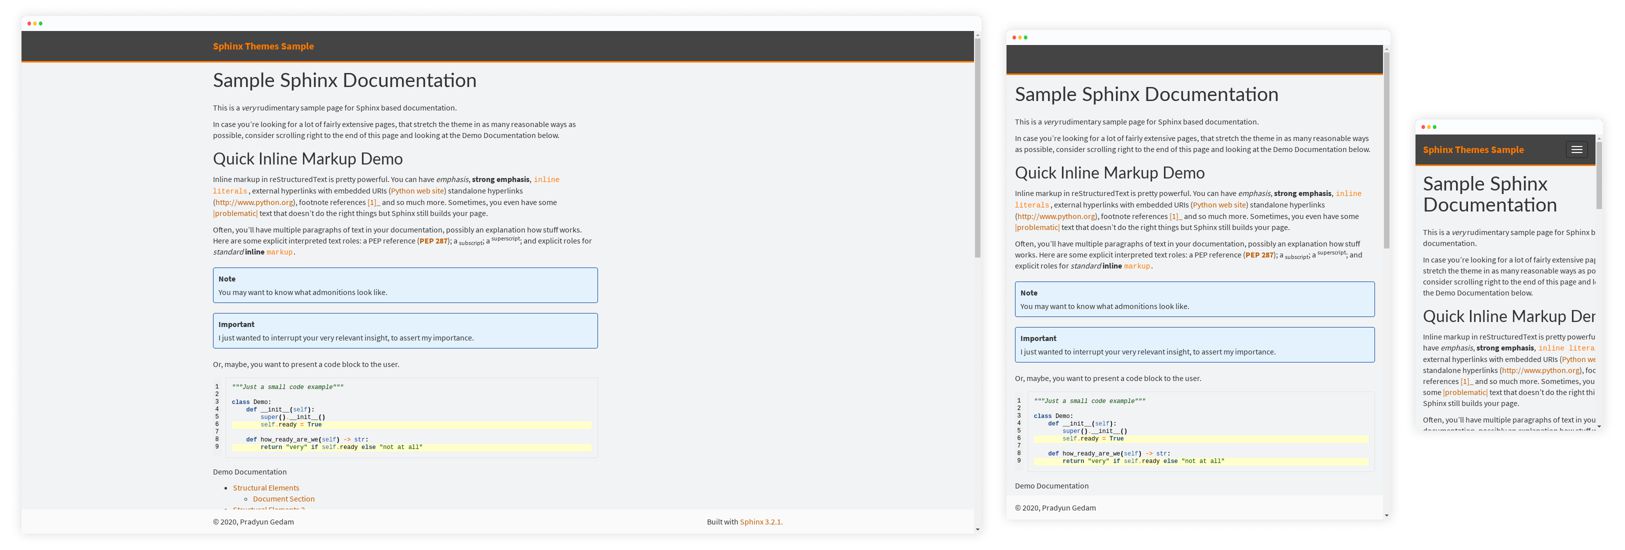 Sphinx Themes Sample
Sample Sphinx Documentation
This is a very rudimentary sample page for Sphinx based documentation.
In case you're looking for a lot of fairly extensive pages, that stretch the theme in as many reasonable ways as
possible, consider scrolling right to the end of this page and looking at the Demo Documentation below.
Quick Inline Markup Demo
Inline markup in reStructuredText is pretty powerful. You can have emphasis, strong emphasis, inline
literals, external hyperlinks with embedded URIs (Python web site) standalone hyperlinks
(http://www.python.org), footnote references [1]_ and so much more. Sometimes, you even have some
|problematic| text that doesn't do the right things but Sphinx still builds your page.
Often, you'll have multiple paragraphs of text in your documentation, possibly an explanation how stuff works.
Here are some explicit interpreted text roles: a PEP reference (PEP 287); a subscript; a superscript; and explicit roles for
standard inline markup.
Note
You may want to know what admonitions look like.
Important
I just wanted to interrupt your very relevant insight, to assert my importance.
Or, maybe, you want to present a code block to the user.
1 """Just a small code example"""
2
3 class Demo:
4 def __init__(self):
5 super().__init__()
6 self.ready = True
7
8 def how_ready_are_we(self) -> str:
9 return "very" if self.ready else "not at all"
Demo Documentation
• Structural Elements
◦ Document Section
© 2020, Pradyun Gedam
Built with Sphinx 3.2.1.
Sample Sphinx Documentation
This is a very rudimentary sample page for Sphinx based documentation.
In case you're looking for a lot of fairly extensive pages, that stretch the theme in as many reasonable ways
as possible, consider scrolling right to the end of this page and looking at the Demo Documentation below.
Quick Inline Markup Demo
Inline markup in reStructuredText is pretty powerful. You can have emphasis, strong emphasis, inline
literals, external hyperlinks with embedded URIs (Python web site) standalone hyperlinks
(http://www.python.org), footnote references [1]_ and so much more. Sometimes, you even have some
|problematic| text that doesn't do the right things but Sphinx still builds your page.
Often, you'll have multiple paragraphs of text in your documentation, possibly an explanation how stuff
works. Here are some explicit interpreted text roles: a PEP reference (PEP 287); a subscript; a superscript; and
explicit roles for standard inline markup.
Note
You may want to know what admonitions look like.
Important
I just wanted to interrupt your very relevant insight, to assert my importance.
Or, maybe, you want to present a code block to the user.
1 """Just a small code example"""
2
3 class Demo:
4 def __init__(self):
5 super().__init__()
6 self.ready = True
7
8 def how_ready_are_we(self) -> str:
9 return "very" if self.ready else "not at all"
Demo Documentation
© 2020, Pradyun Gedam
Sphinx Themes Sample
Sample Sphinx
Documentation
This is a very rudimentary sample page for Sphinx b
documentation.
In case you're looking for a lot of fairly extensive pag
stretch the theme in as many reasonable ways as po
consider scrolling right to the end of this page and l
the Demo Documentation below.
Quick Inline Markup Der
Inline markup in reStructuredText is pretty powerfu
have emphasis, strong emphasis, inline litera
external hyperlinks with embedded URIs (Python we
standalone hyperlinks (http://www.python.org), foo
references [1]_ and so much more. Sometimes, you
some |problematic| text that doesn't do the right thi
Sphinx still builds your page.
Often, you'll have multiple paragraphs of text in you